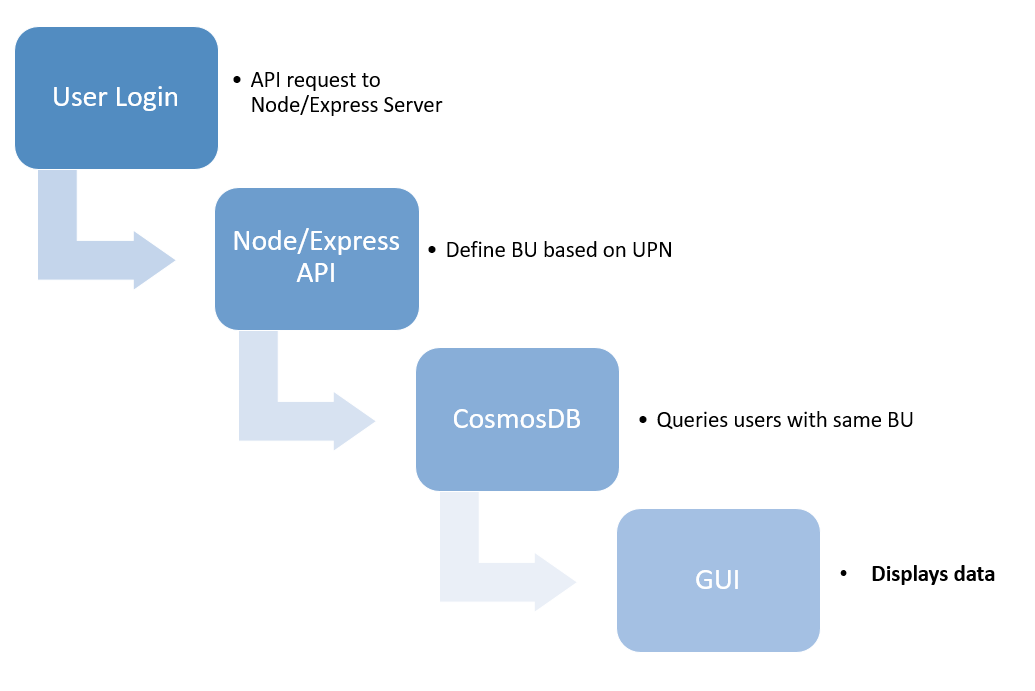 User Login
• API request to
Node/Express Server
Node/Express
API
• Define BU based on UPN
CosmosDB
• Queries users with same BU
GUI
• Displays data